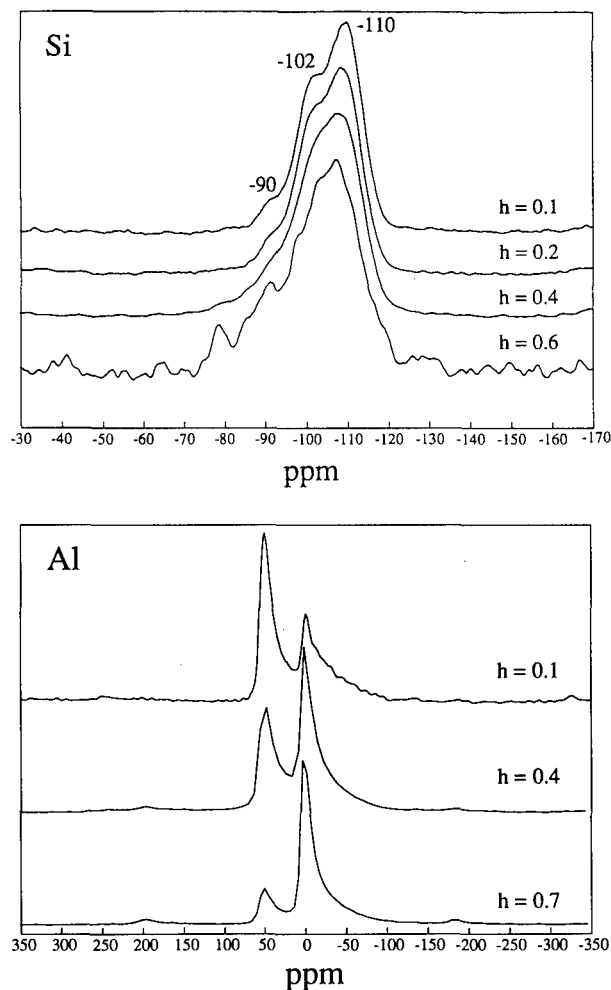 Si
-110
-102
-90
h = 0.1
h = 0.2
h = 0.4
h = 0.6
-30 -40 -50 -60 -70 -80 -90 -100 -110 -120 -130 -140 -150 -160 -170
ppm
Al
h = 0.1
h = 0.4
h = 0.7
350 300 250 200 150 100 50 0 -50 -100 -150 -200 -250 -300 -350
ppm